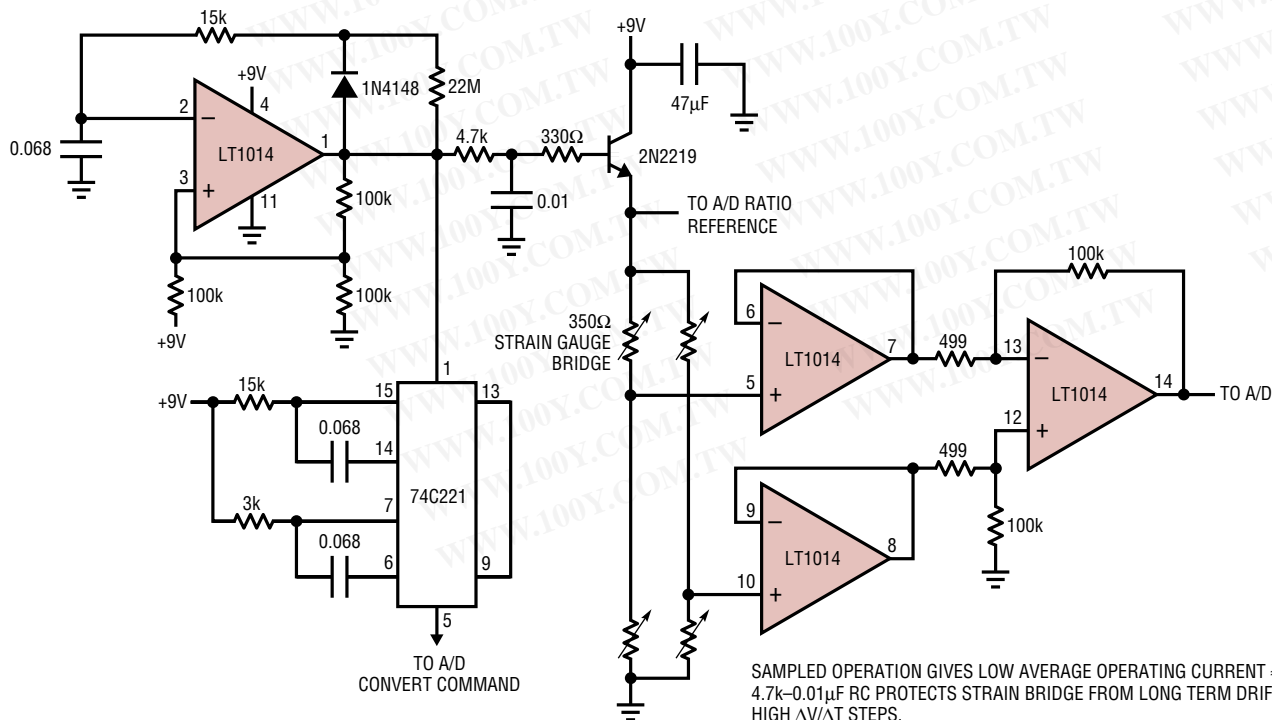 15k
+9V
1N4148
22M
2
4
0.068
LT1014
1
3
11
100k
100k
100k
+9V
4.7k
330Ω
0.01
+9V
47µF
2N2219
TO A/D RATIO
REFERENCE
350Ω
STRAIN GAUGE
BRIDGE
6
5
LT1014
7
499
100k
13
12
LT1014
14
TO A/D
499
9
10
LT1014
8
100k
1
+9V
15k
15
13
0.068
14
74C221
3k
7
0.068
6
9
5
TO A/D
CONVERT COMMAND
SAMPLED OPERATION GIVES LOW AVERAGE OPERATING CURRENT
4.7k–0.01µF RC PROTECTS STRAIN BRIDGE FROM LONG TERM
HIGH ΔV/ΔT STEPS.
WWW.100Y.COM.TW